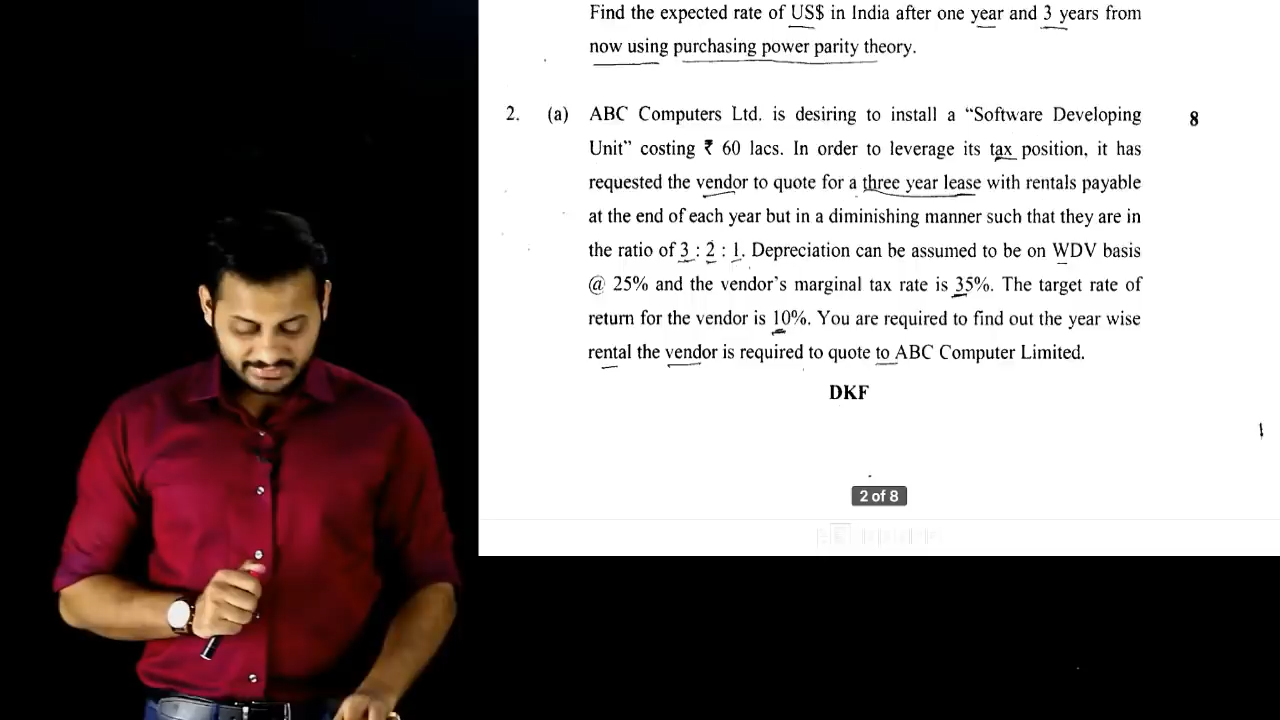 Find the expected rate of US$ in India after one year and 3 years from
now using purchasing power parity theory.
2. (a) ABC Computers Ltd. is desiring to install a “Software Developing 8
Unit” costing ₹ 60 lacs. In order to leverage its tax position, it has
requested the vendor to quote for a three year lease with rentals payable
at the end of each year but in a diminishing manner such that they are in
the ratio of 3 : 2 : 1. Depreciation can be assumed to be on WDV basis
@ 25% and the vendor’s marginal tax rate is 35%. The target rate of
return for the vendor is 10%. You are required to find out the year wise
rental the vendor is required to quote to ABC Computer Limited.
DKF
2 of 8